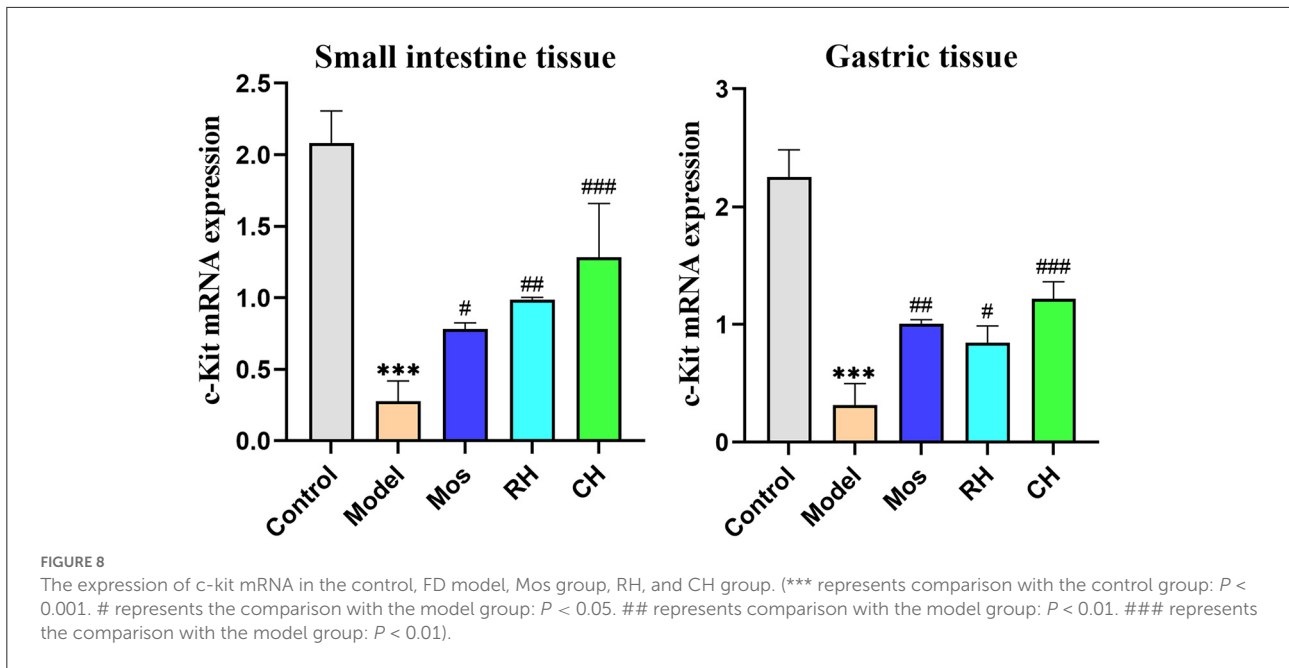 Small intestine tissue
c-Kit mRNA expression
2.5
2.0
1.5
1.0
0.5
0.0
***
#
##
###
Control
Model
Mos
RH
CH
Gastric tissue
c-Kit mRNA expression
3
2
1
0
***
##
#
###
Control
Model
Mos
RH
CH
FIGURE 8
The expression of c-kit mRNA in the control, FD model, Mos group, RH, and CH group. (*** represents comparison with the control group: P <
0.001. # represents the comparison with the model group: P < 0.05. ## represents comparison with the model group: P < 0.01. ### represents
the comparison with the model group: P < 0.01).